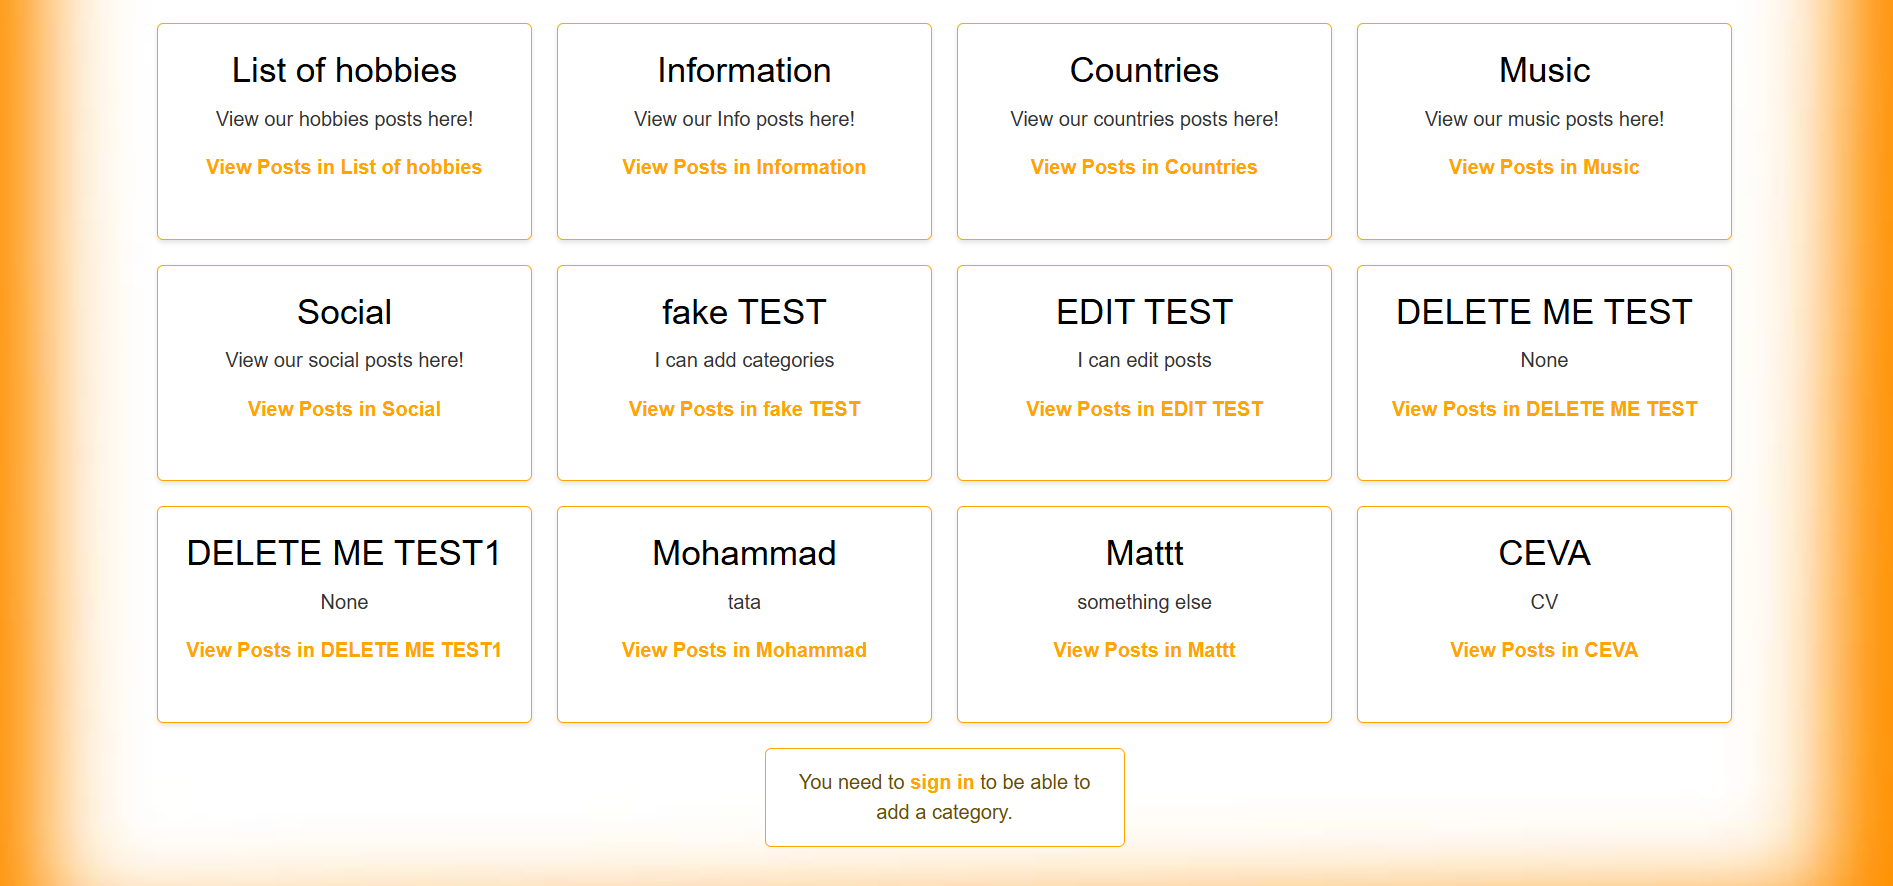 List of hobbies
View our hobbies posts here!
View Posts in List of hobbies
Information
View our Info posts here!
View Posts in Information
Countries
View our countries posts here!
View Posts in Countries
Music
View our music posts here!
View Posts in Music
Social
View our social posts here!
View Posts in Social
fake TEST
I can add categories
View Posts in fake TEST
EDIT TEST
I can edit posts
View Posts in EDIT TEST
DELETE ME TEST
None
View Posts in DELETE ME TEST
DELETE ME TEST1
None
View Posts in DELETE ME TEST1
Mohammad
tata
View Posts in Mohammad
Mattt
something else
View Posts in Mattt
CEVA
CV
View Posts in CEVA
You need to sign in to be able to
add a category.